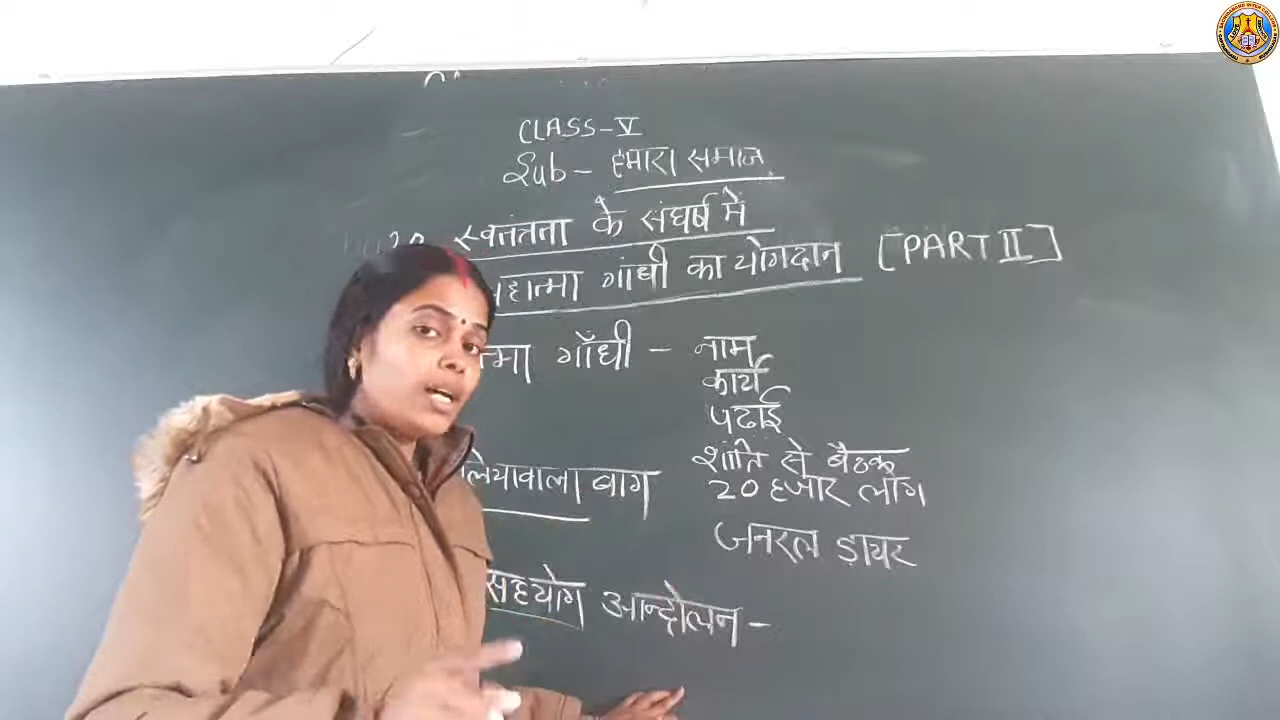 CLASS-V
Sub- हमारा समाज.
स्वतंत्रता के संघर्ष में
महात्मा गांधी का योगदान [PART II]
त्मा गाँधी - नाम
कार्य
पढाई
लियावाला बाग शांति से बैठक
20 हजार लोग
जनरल डायर
सहयोग आन्दोलन-